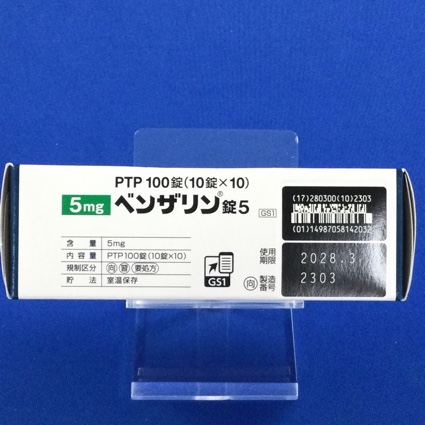 PTP 100錠(10錠×10)
5mg ベンザリン®錠5
GS1
含量 5mg
内容量 PTP100錠(10錠×10)
規制区分 向 習 要処方
貯法 室温保存
GS1
(17)280300(10)2303
(01)14987058142032
使用期限 2028.3
向 製造番号 2303